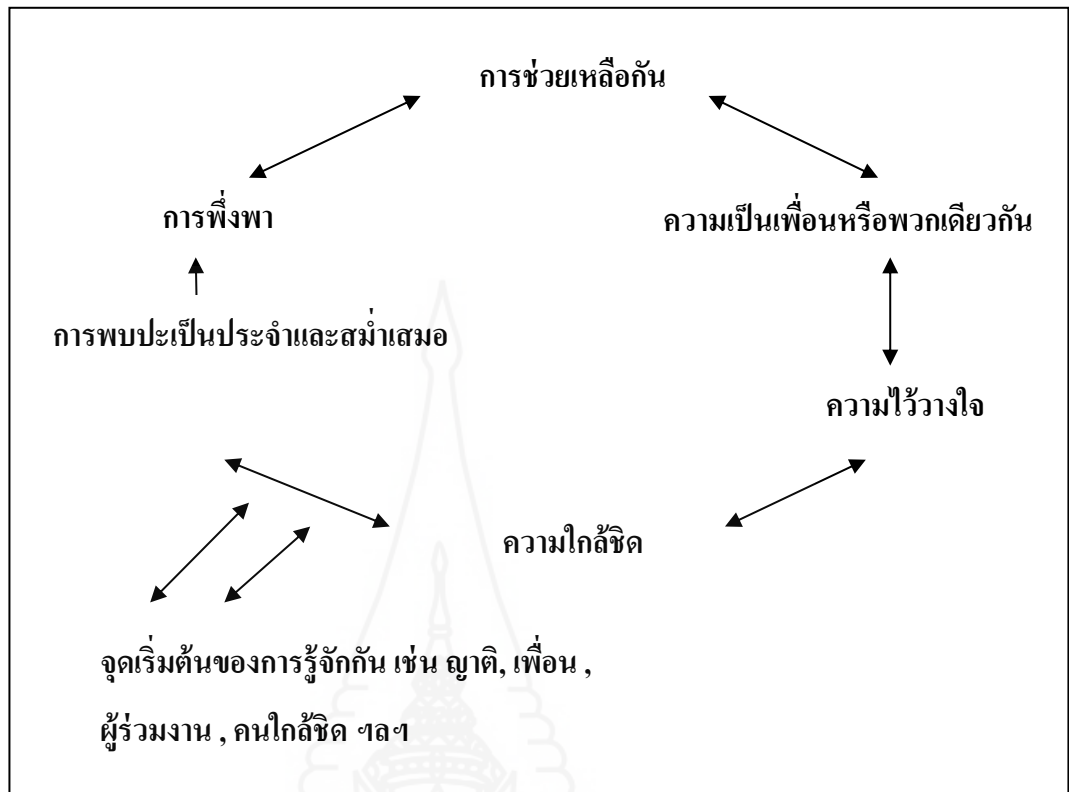 การช่วยเหลือกัน
การพึ่งพา
ความเป็นเพื่อนหรือพวกเดียวกัน
การพบปะเป็นประจำและสม่ำเสมอ
ความไว้วางใจ
ความใกล้ชิด
จุดเริ่มต้นของการรู้จักกัน เช่น ญาติ, เพื่อน ,
ผู้ร่วมงาน , คนใกล้ชิด ฯลฯ